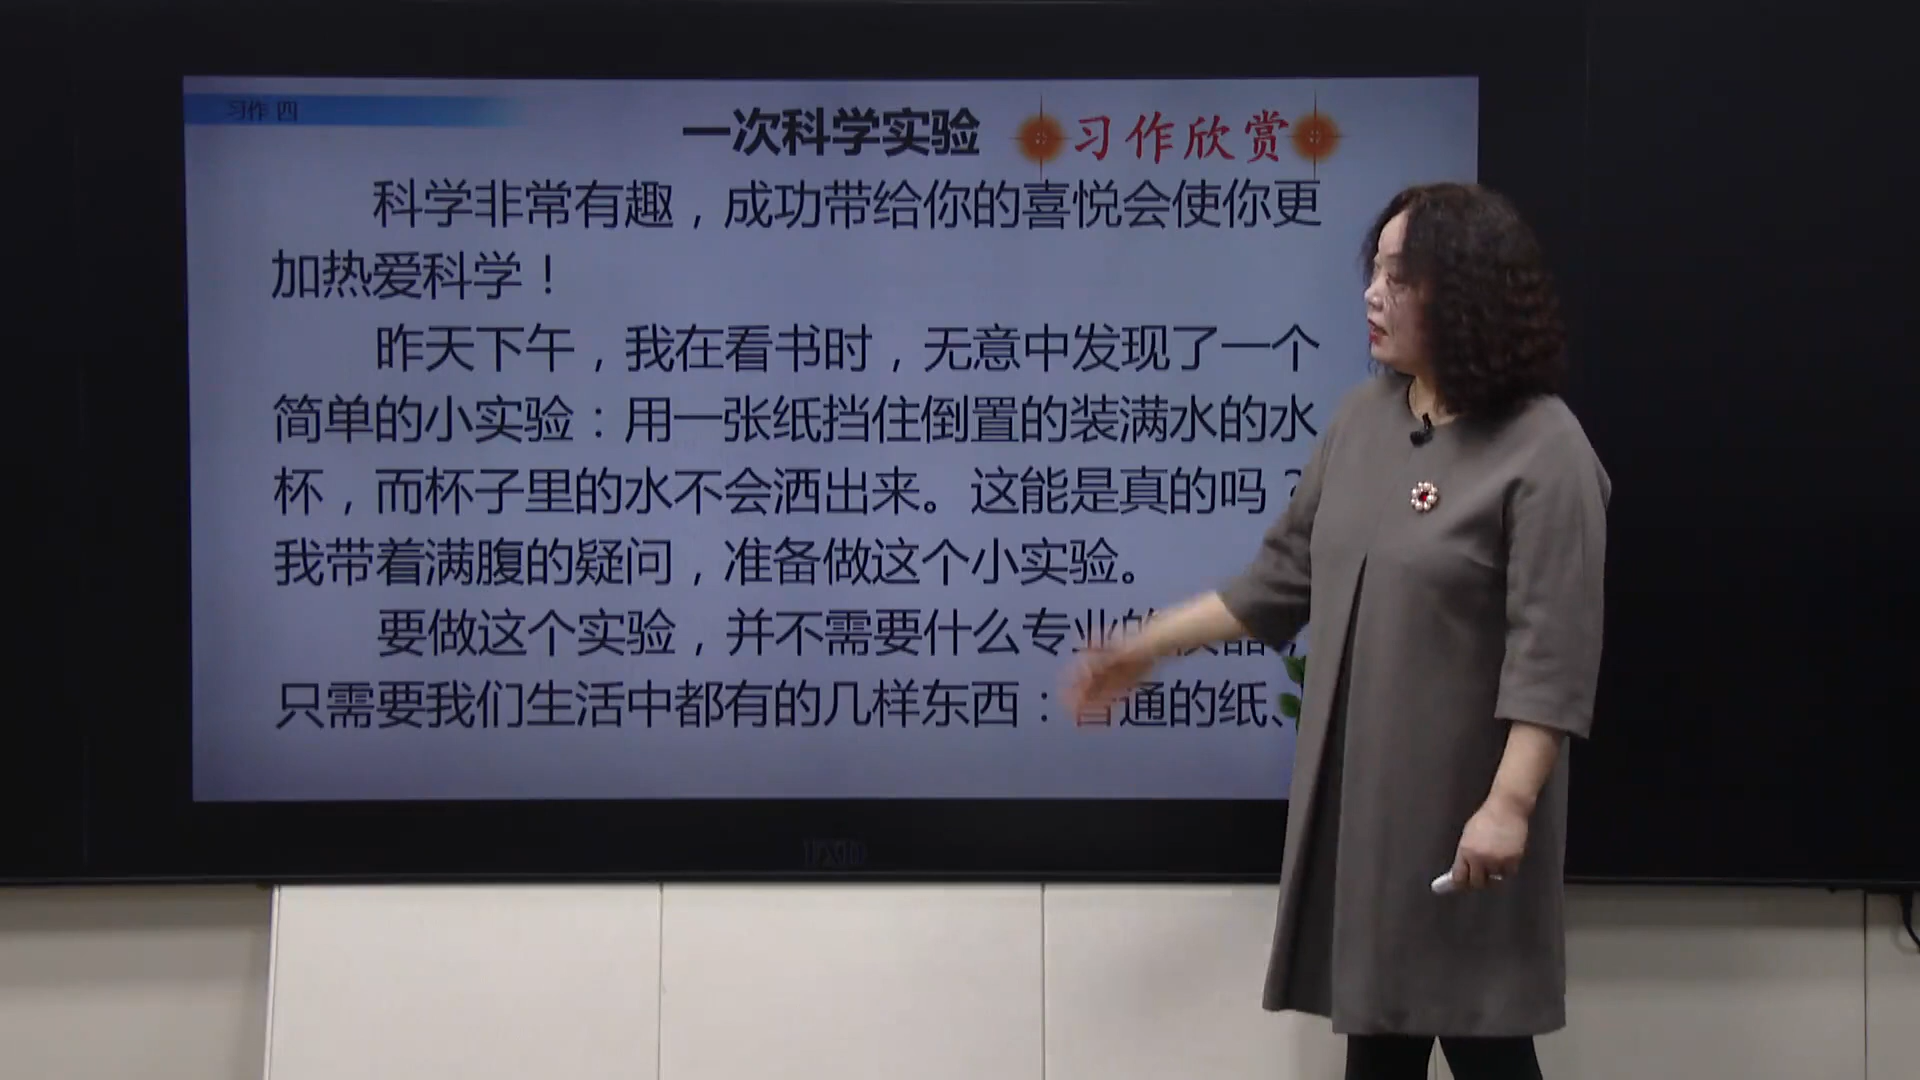 习作 四
一次科学实验 习作欣赏
科学非常有趣，成功带给你的喜悦会使你更
加热爱科学！
昨天下午，我在看书时，无意中发现了一个
简单的小实验：用一张纸挡住倒置的装满水的水
杯，而杯子里的水不会洒出来。这能是真的吗？
我带着满腹的疑问，准备做这个小实验。
要做这个实验，并不需要什么专业的
只需要我们生活中都有的几样东西：普通的纸、